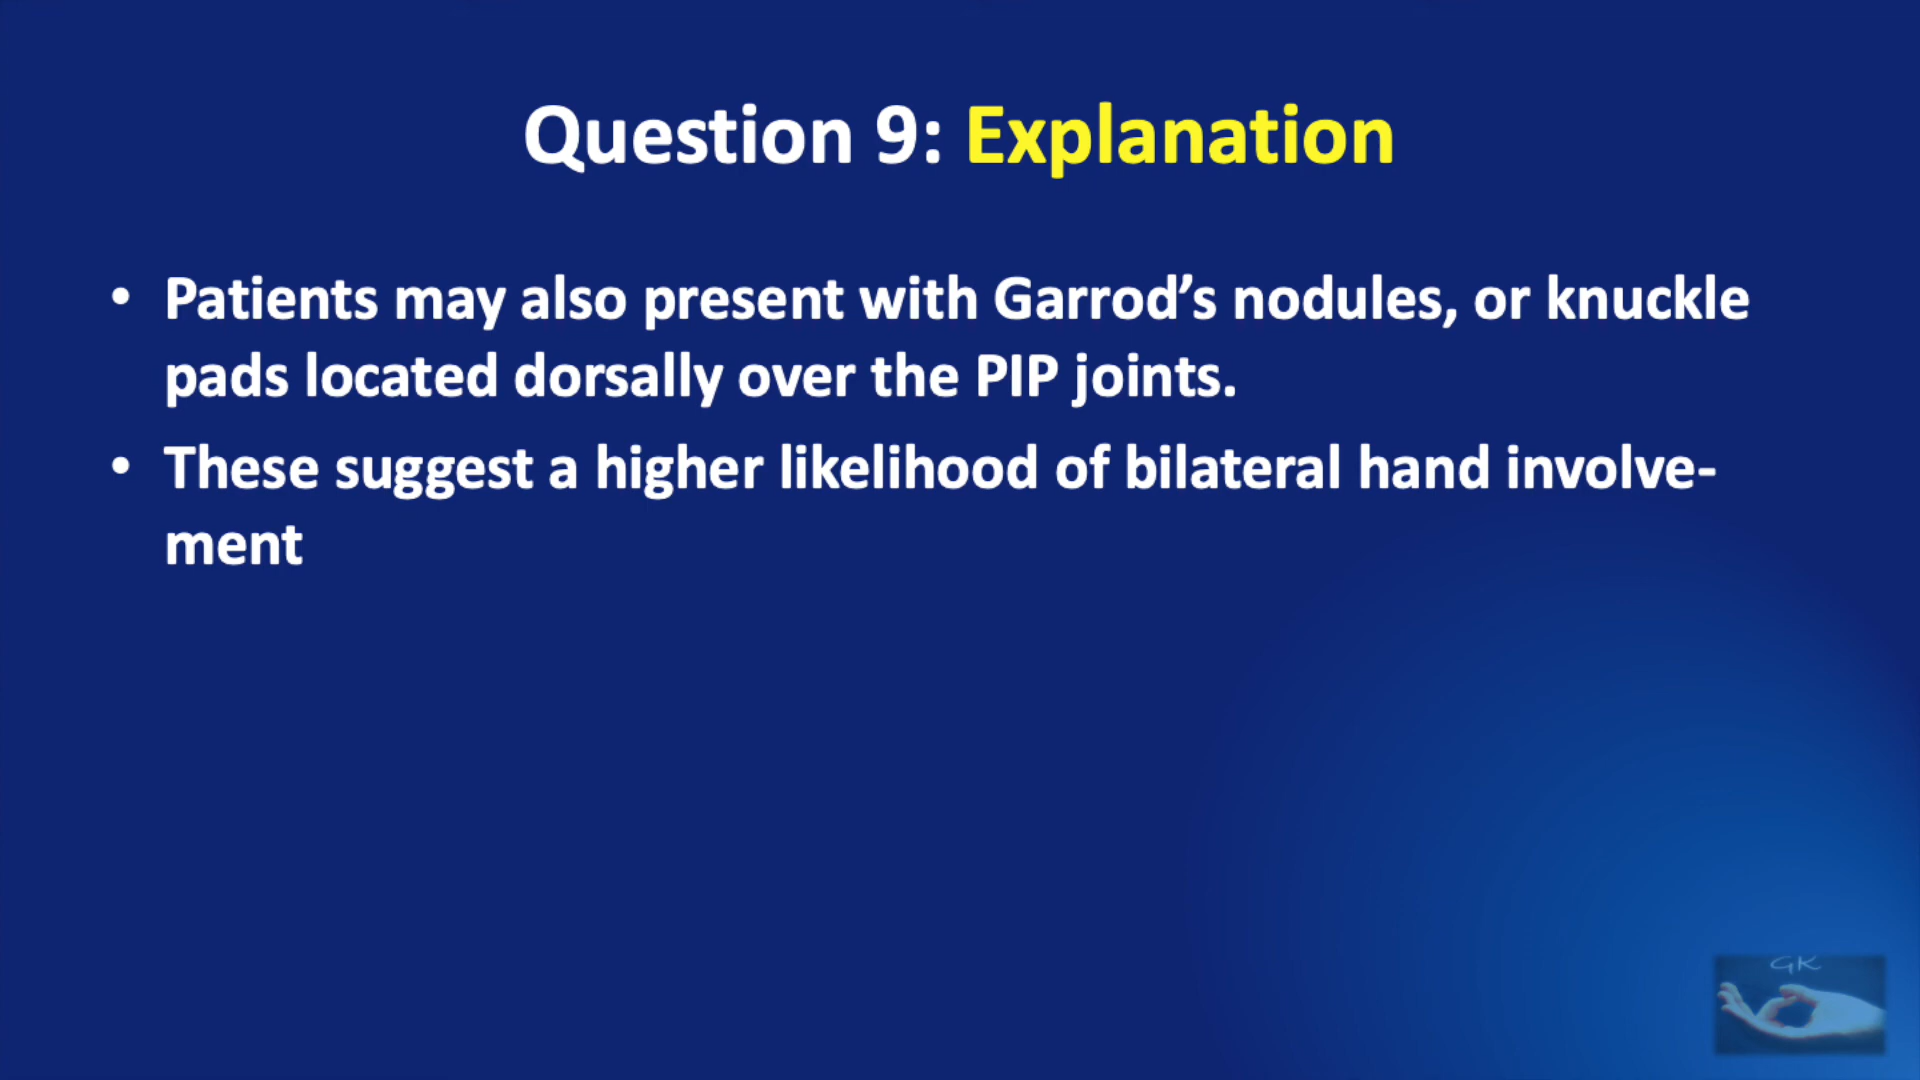 Question 9: Explanation
• Patients may also present with Garrod’s nodules, or knuckle
pads located dorsally over the PIP joints.
• These suggest a higher likelihood of bilateral hand involve-
ment
GK